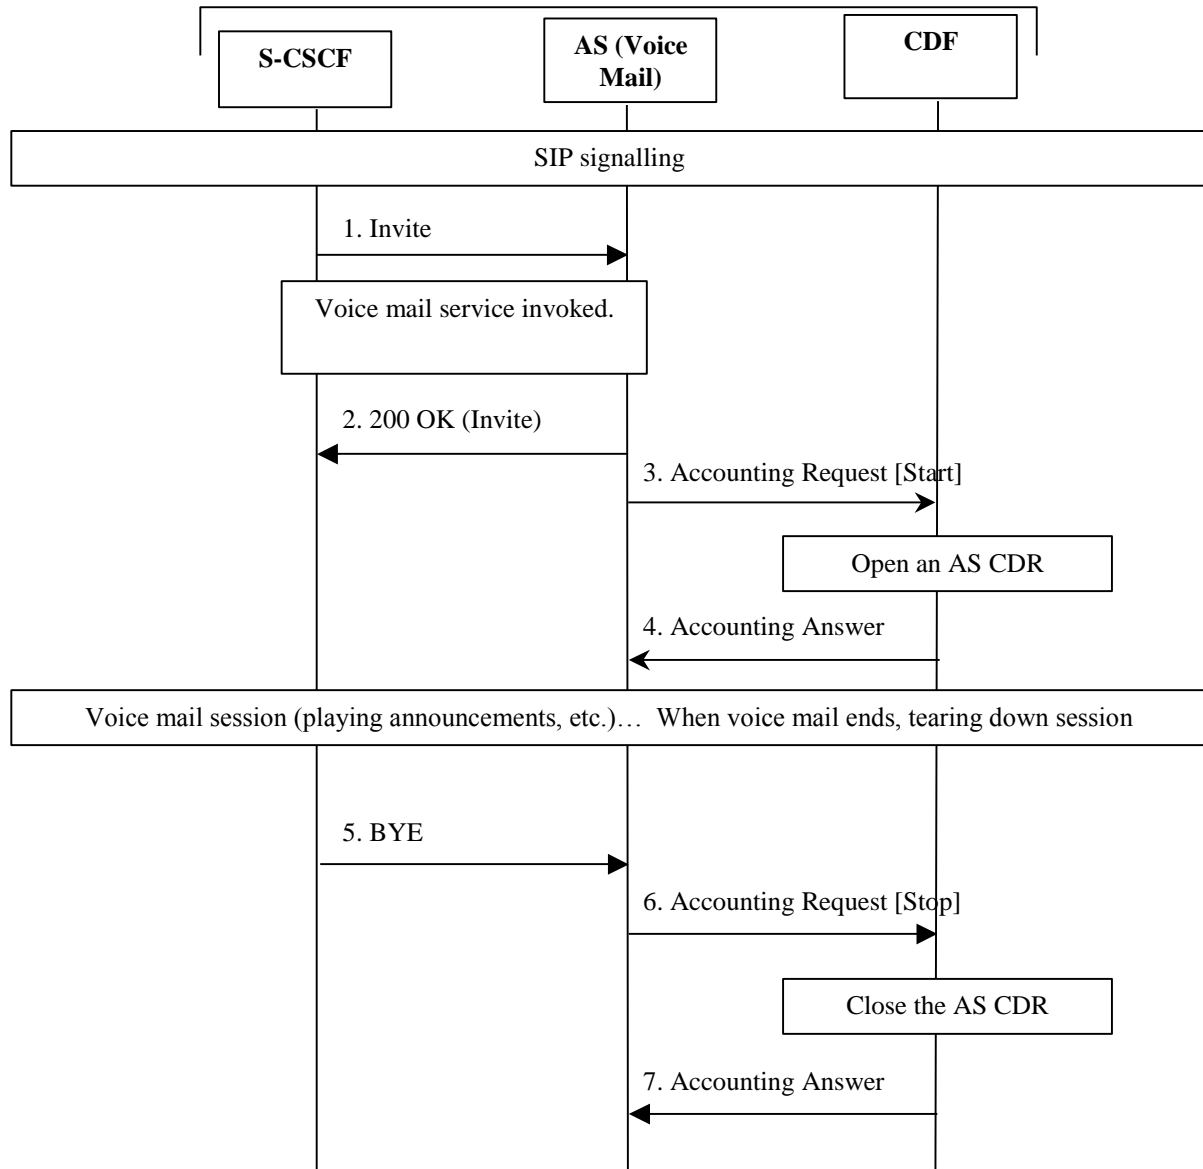 S-CSCF
AS (Voice
Mail)
CDF
SIP signalling
1. Invite
Voice mail service invoked.
2. 200 OK (Invite)
3. Accounting Request [Start]
Open an AS CDR
4. Accounting Answer
Voice mail session (playing announcements, etc.)… When voice mail ends, tearing down session
5. BYE
6. Accounting Request [Stop]
Close the AS CDR
7. Accounting Answer